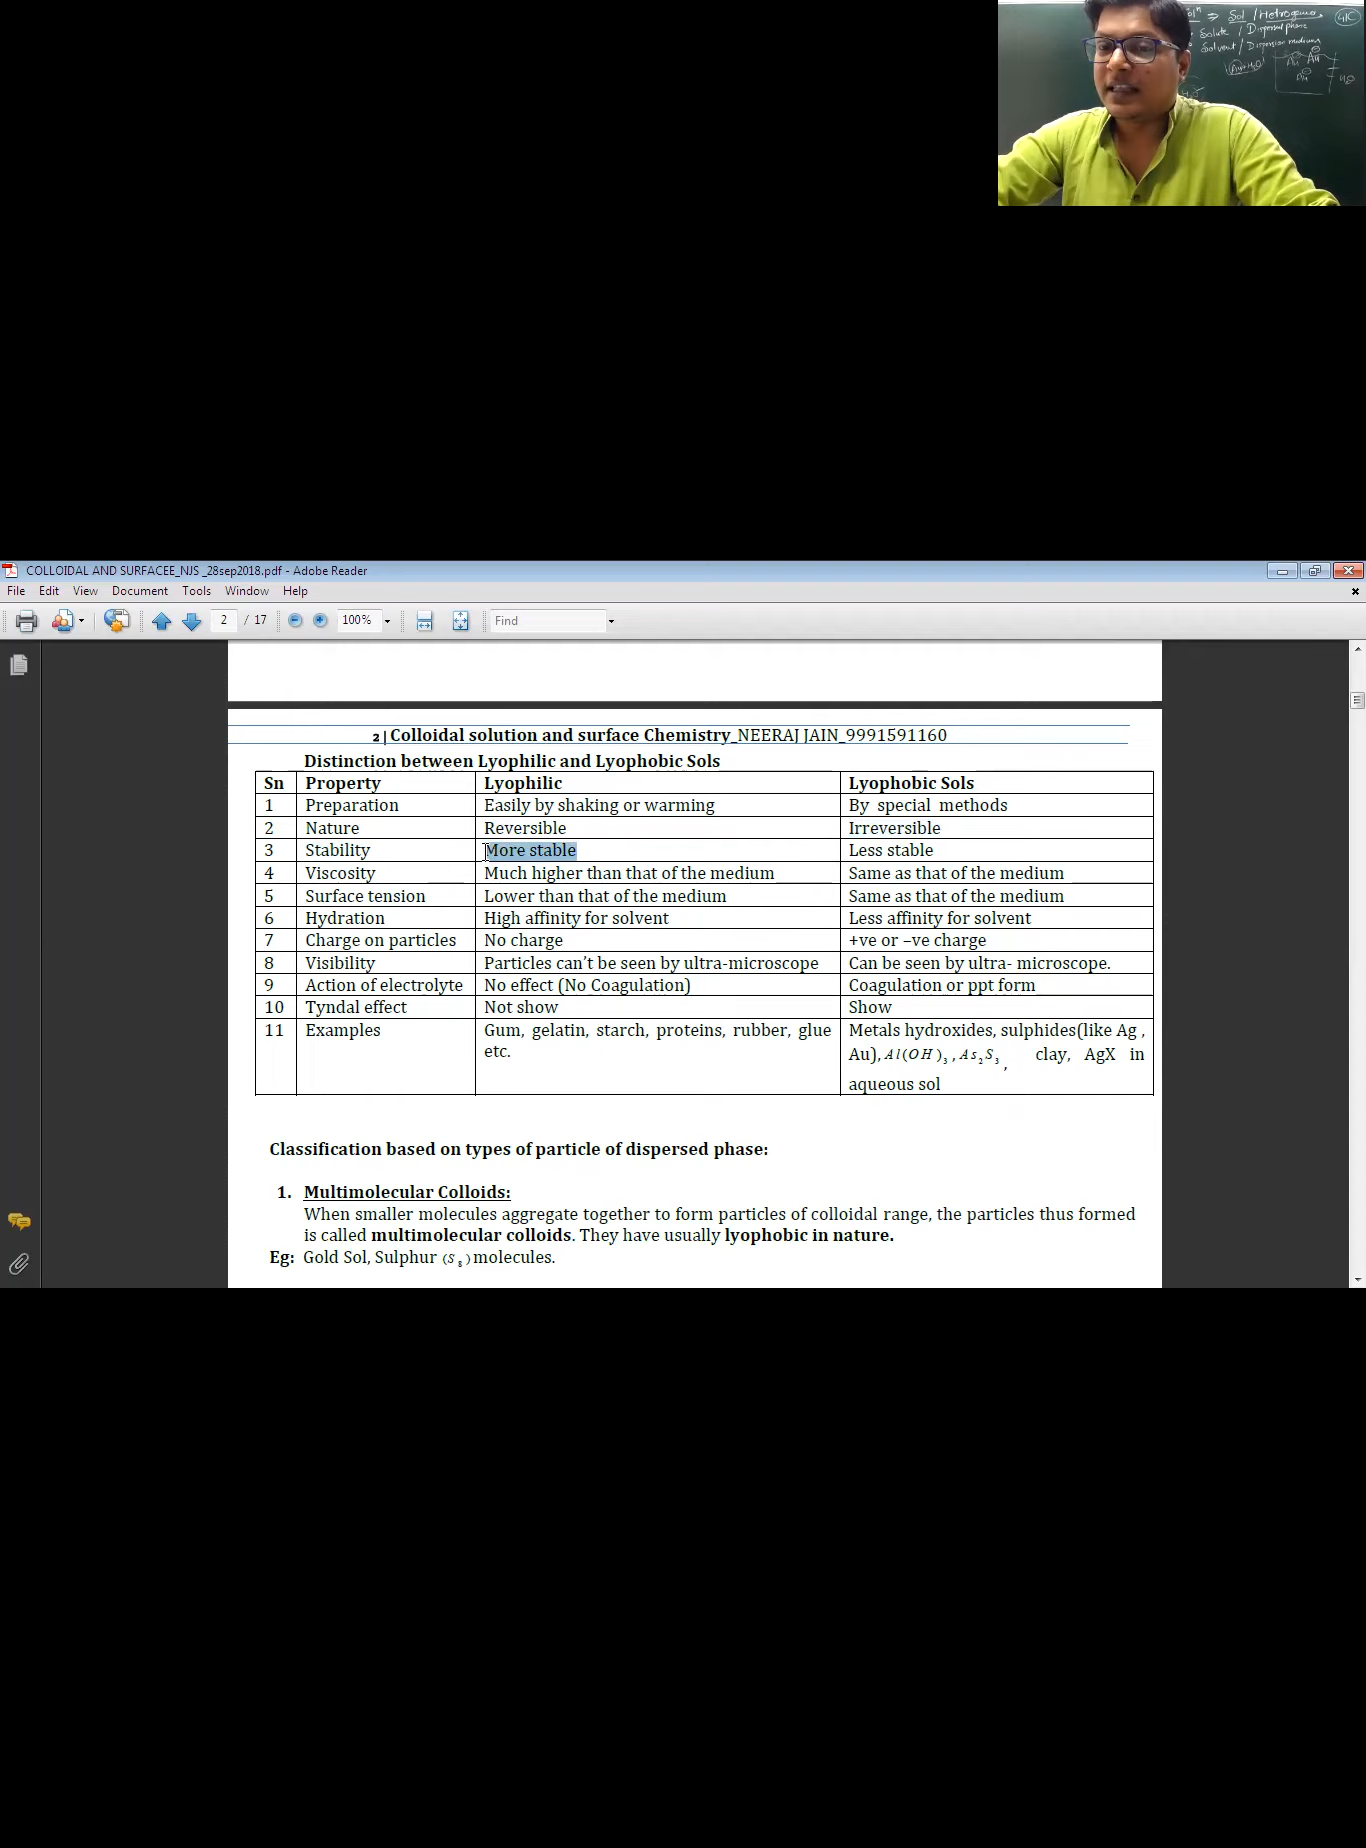 solⁿ ⇒ Sol / Hetrogenous
Solute / Dispersed phase
Solvent / Dispersion medium
Au Au
Au
H₂O
COLLOIDAL AND SURFACEE_NJS _28sep2018.pdf - Adobe Reader
File Edit View Document Tools Window Help
2 / 17 100% Find
2 | Colloidal solution and surface Chemistry_NEERAJ JAIN_9991591160
Distinction between Lyophilic and Lyophobic Sols
Sn Property Lyophilic Lyophobic Sols
1 Preparation Easily by shaking or warming By special methods
2 Nature Reversible Irreversible
3 Stability More stable Less stable
4 Viscosity Much higher than that of the medium Same as that of the medium
5 Surface tension Lower than that of the medium Same as that of the medium
6 Hydration High affinity for solvent Less affinity for solvent
7 Charge on particles No charge +ve or –ve charge
8 Visibility Particles can't be seen by ultra-microscope Can be seen by ultra- microscope.
9 Action of electrolyte No effect (No Coagulation) Coagulation or ppt form
10 Tyndal effect Not show Show
11 Examples Gum, gelatin, starch, proteins, rubber, glue Metals hydroxides, sulphides(like Ag ,
etc. Au), Al(OH)₃ , As₂S₃ , clay, AgX in
aqueous sol
Classification based on types of particle of dispersed phase:
1. Multimolecular Colloids:
When smaller molecules aggregate together to form particles of colloidal range, the particles thus formed
is called multimolecular colloids. They have usually lyophobic in nature.
Eg: Gold Sol, Sulphur (S₈) molecules.